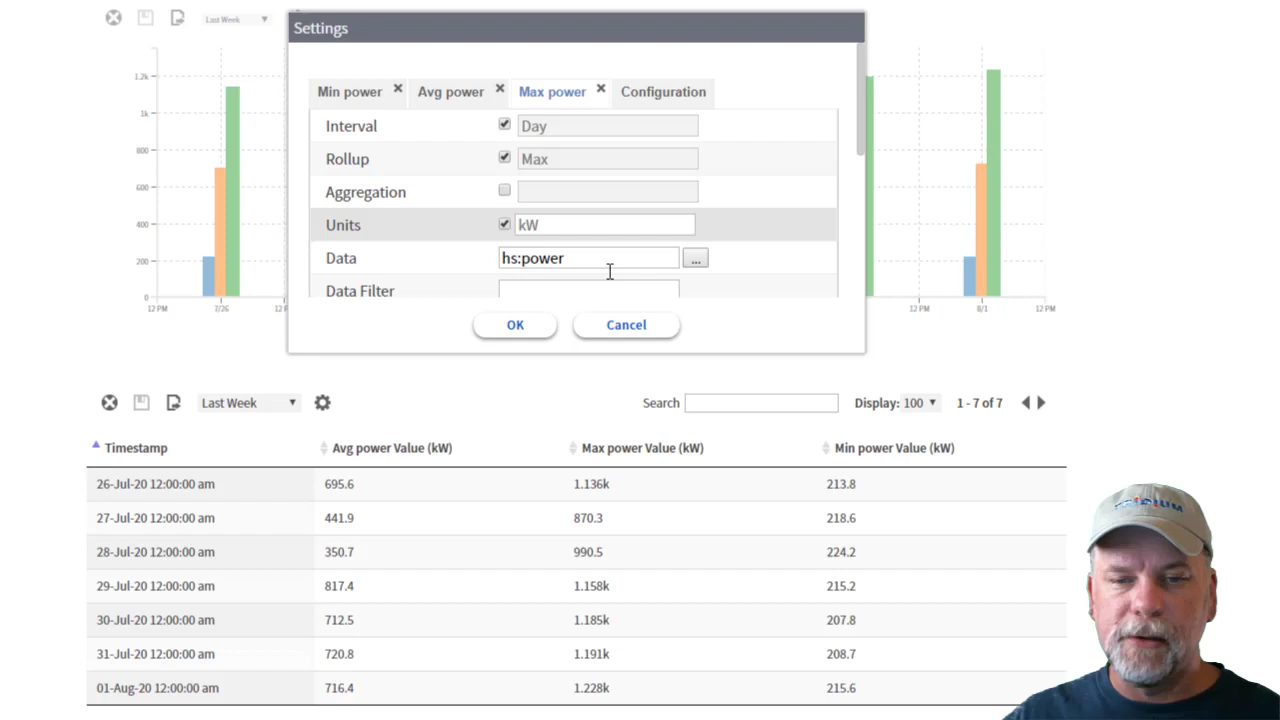 Last Week
Settings
Min power
Avg power
Max power
Configuration
Interval
Day
Rollup
Max
Aggregation
Units
kW
Data
hs:power
...
Data Filter
OK
Cancel
1.2k
1k
800
600
400
200
0
12 PM
7/26
12 PM
8/1
12 PM
Last Week
Search
Display: 100
1 - 7 of 7
Timestamp Avg power Value (kW) Max power Value (kW) Min power Value (kW)
26-Jul-20 12:00:00 am 695.6 1.136k 213.8
27-Jul-20 12:00:00 am 441.9 870.3 218.6
28-Jul-20 12:00:00 am 350.7 990.5 224.2
29-Jul-20 12:00:00 am 817.4 1.158k 215.2
30-Jul-20 12:00:00 am 712.5 1.185k 207.8
31-Jul-20 12:00:00 am 720.8 1.191k 208.7
01-Aug-20 12:00:00 am 716.4 1.228k 215.6